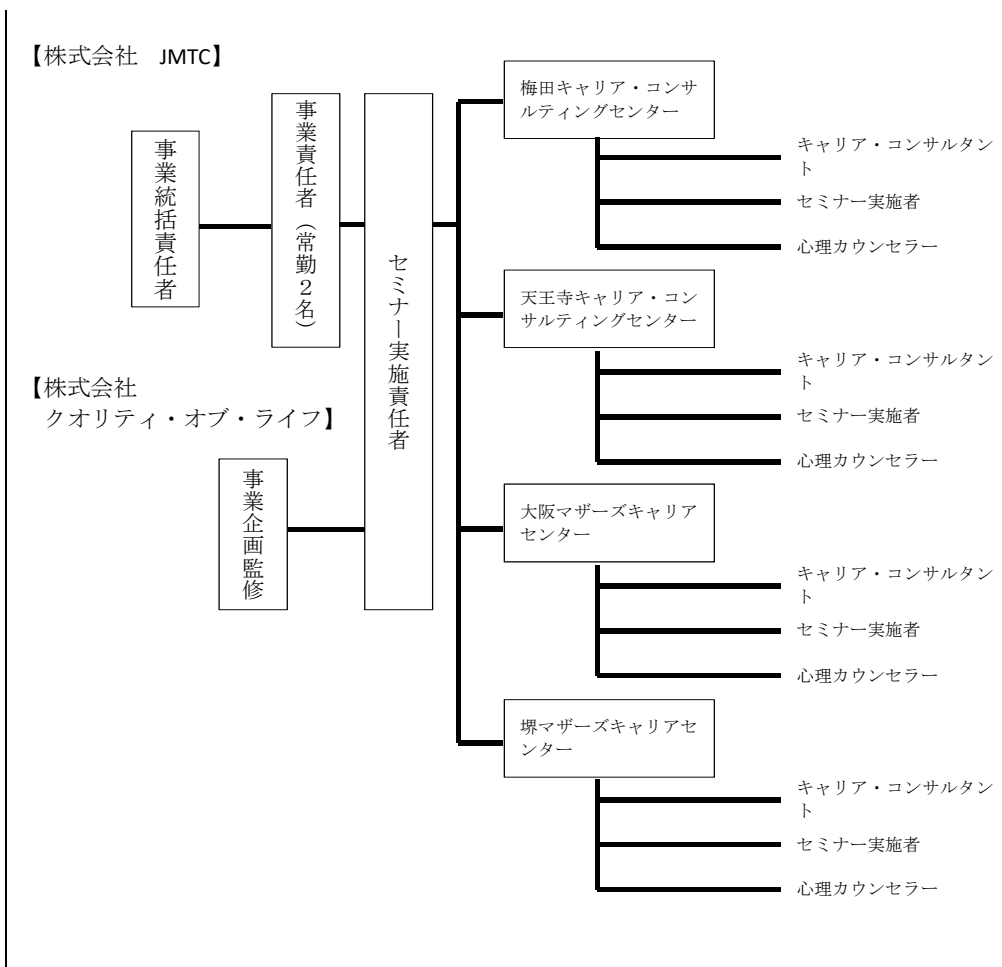 【株式会社　JMTC】
事業統括責任者
事業責任者（常勤２名）
セミナー実施責任者
【株式会社
クオリティ・オブ・ライフ】
事業企画監修
梅田キャリア・コンサ
ルティングセンター
キャリア・コンサルタン
ト
セミナー実施者
心理カウンセラー
天王寺キャリア・コン
サルティングセンター
キャリア・コンサルタン
ト
セミナー実施者
心理カウンセラー
大阪マザーズキャリア
センター
キャリア・コンサルタン
ト
セミナー実施者
心理カウンセラー
堺マザーズキャリアセ
ンター
キャリア・コンサルタン
ト
セミナー実施者
心理カウンセラー